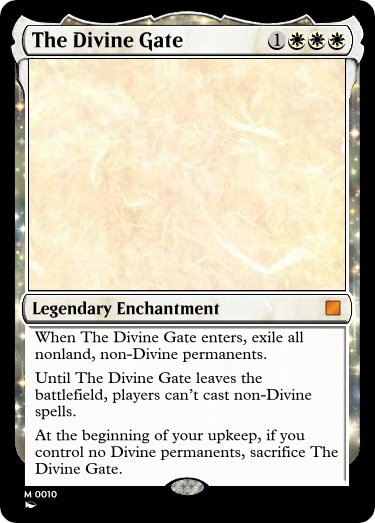 The Divine Gate 1
Legendary Enchantment
When The Divine Gate enters, exile all
nonland, non-Divine permanents.
Until The Divine Gate leaves the
battlefield, players can't cast non-Divine
spells.
At the beginning of your upkeep, if you
control no Divine permanents, sacrifice The
Divine Gate.
M 0010